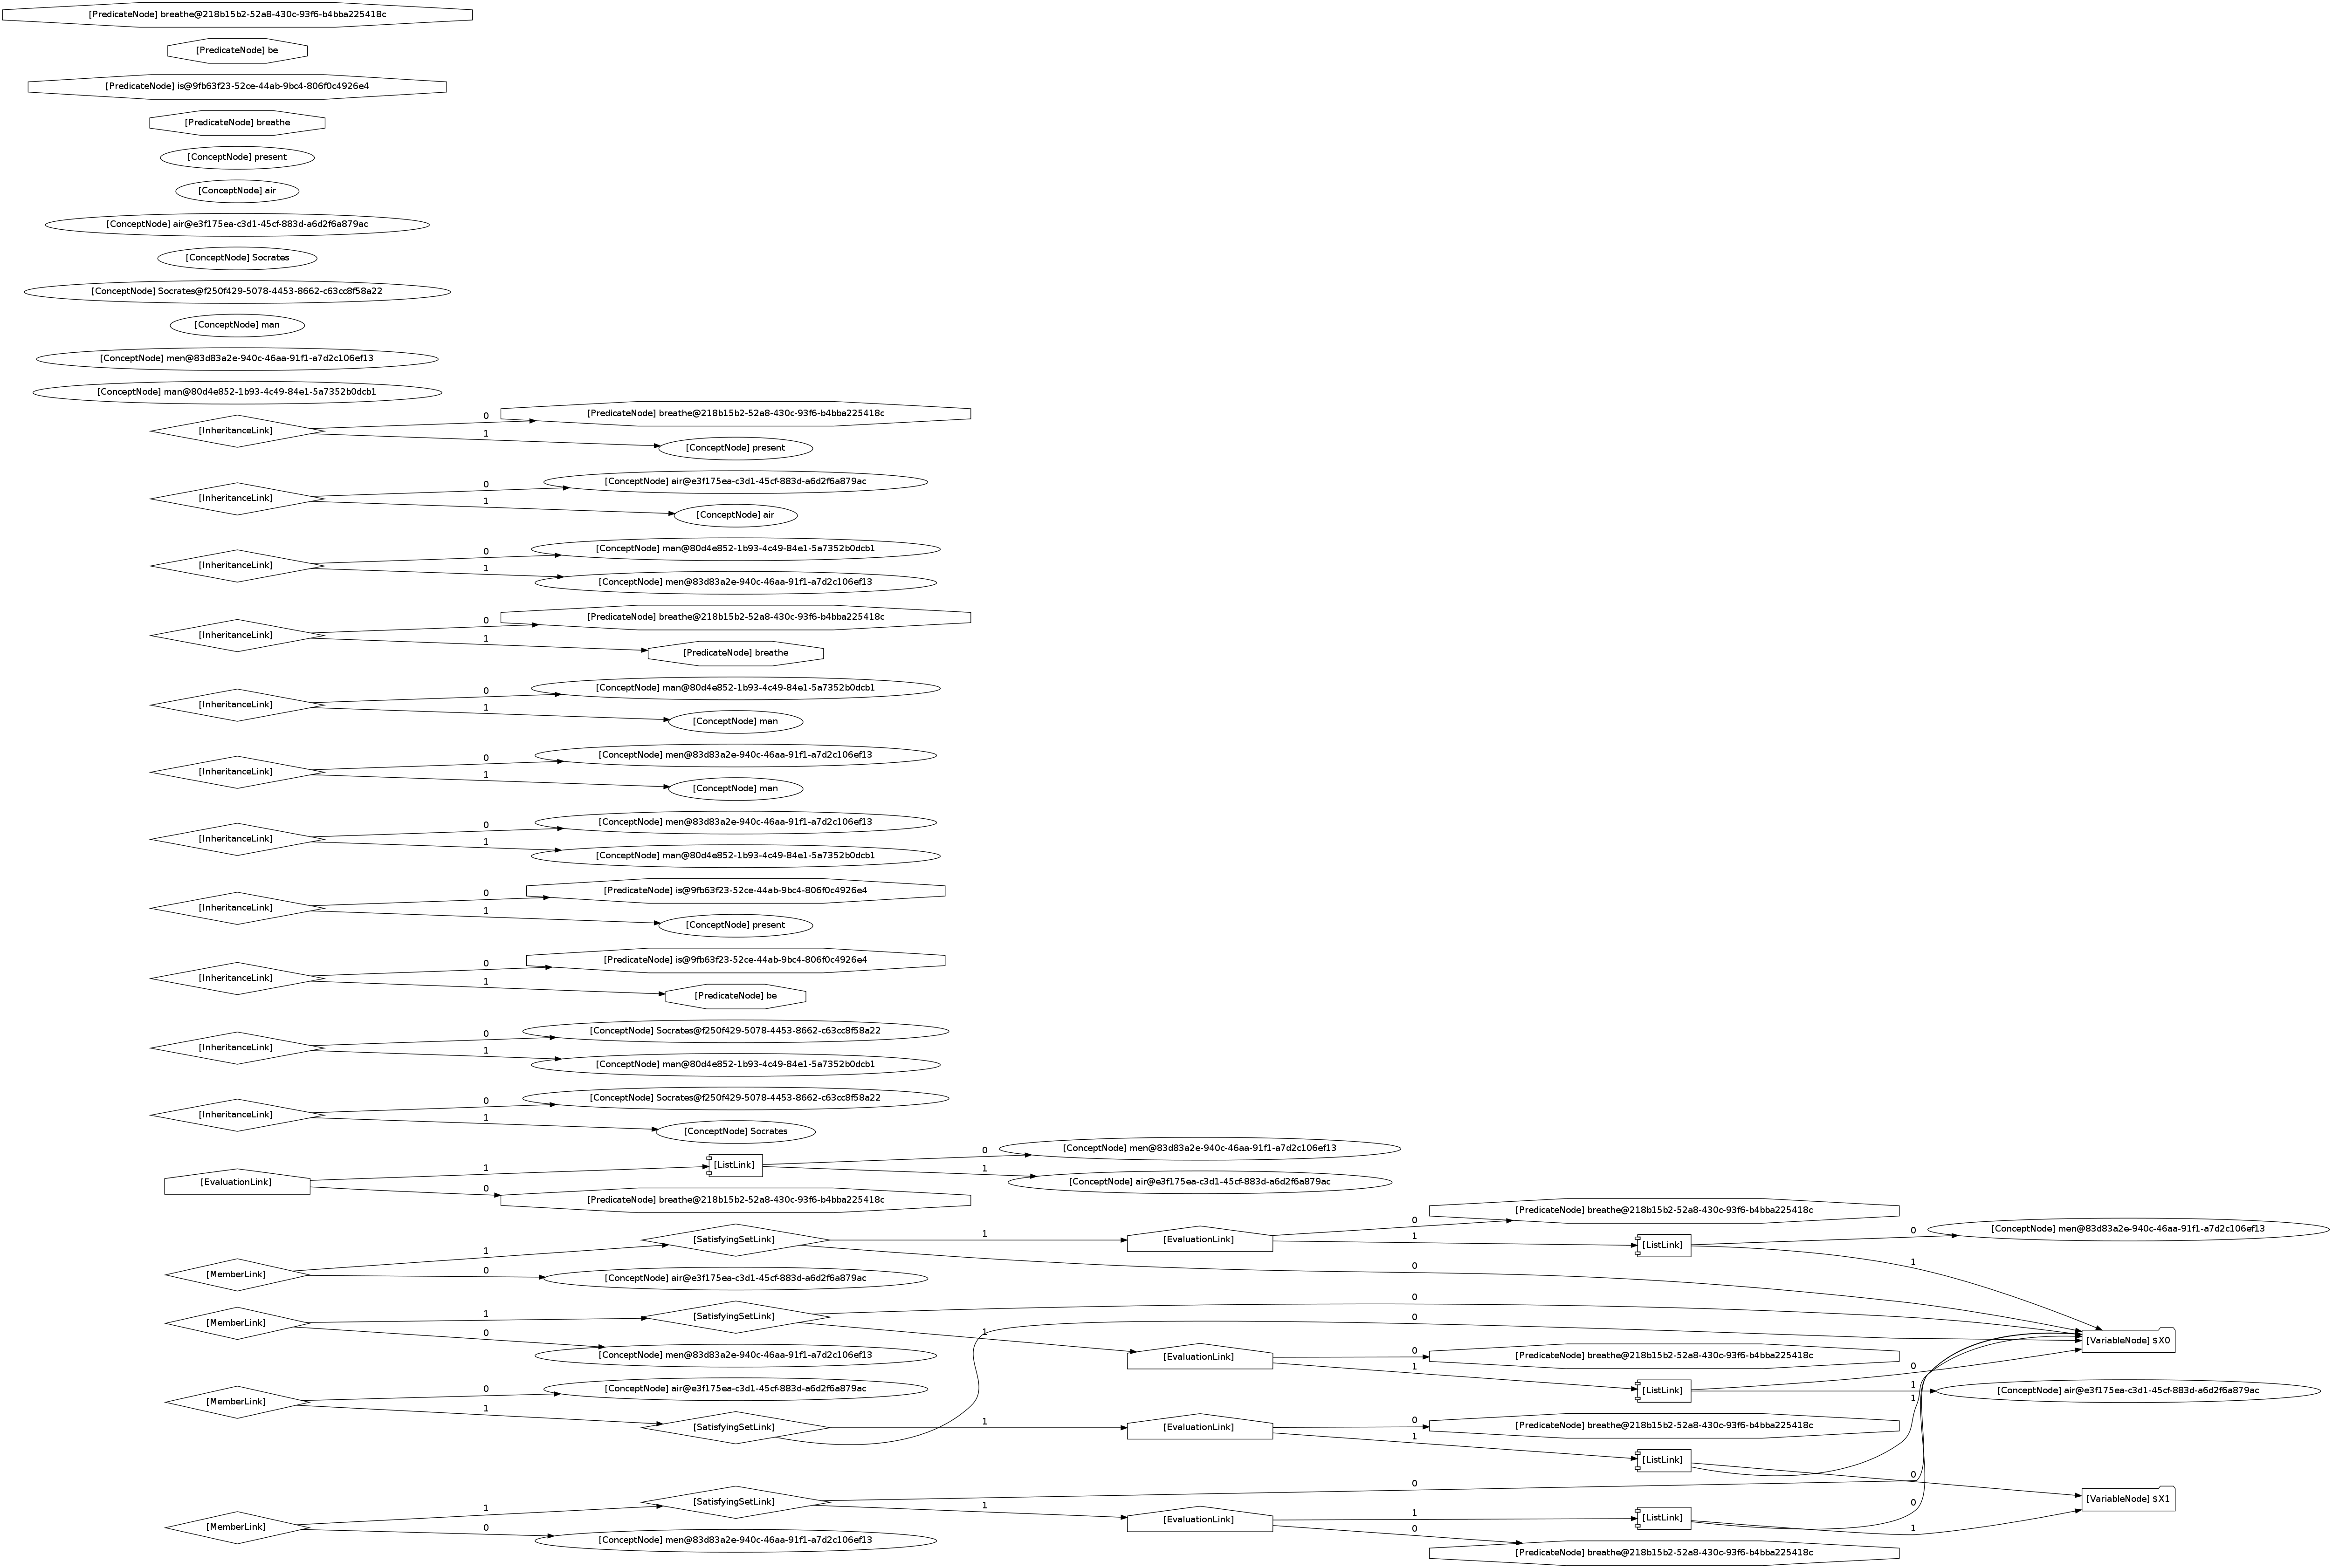 [PredicateNode] breathe@218b15b2-52a8-430c-93f6-b4bba225418c
[PredicateNode] be
[PredicateNode] is@9fb63f23-52ce-44ab-9bc4-806f0c4926e4
[PredicateNode] breathe
[ConceptNode] present
[ConceptNode] air
[ConceptNode] air@e3f175ea-c3d1-45cf-883d-a6d2f6a879ac
[ConceptNode] Socrates
[ConceptNode] Socrates@f250f429-5078-4453-8662-c63cc8f58a22
[ConceptNode] man
[ConceptNode] men@83d83a2e-940c-46aa-91f1-a7d2c106ef13
[ConceptNode] man@80d4e852-1b93-4c49-84e1-5a7352b0dcb1
[InheritanceLink]
0
[PredicateNode] breathe@218b15b2-52a8-430c-93f6-b4bba225418c
1
[ConceptNode] present
[InheritanceLink]
0
[ConceptNode] air@e3f175ea-c3d1-45cf-883d-a6d2f6a879ac
1
[ConceptNode] air
[InheritanceLink]
0
[ConceptNode] man@80d4e852-1b93-4c49-84e1-5a7352b0dcb1
1
[ConceptNode] men@83d83a2e-940c-46aa-91f1-a7d2c106ef13
[InheritanceLink]
0
[PredicateNode] breathe@218b15b2-52a8-430c-93f6-b4bba225418c
1
[PredicateNode] breathe
[InheritanceLink]
0
[ConceptNode] man@80d4e852-1b93-4c49-84e1-5a7352b0dcb1
1
[ConceptNode] man
[InheritanceLink]
0
[ConceptNode] men@83d83a2e-940c-46aa-91f1-a7d2c106ef13
1
[ConceptNode] man
[InheritanceLink]
0
[ConceptNode] men@83d83a2e-940c-46aa-91f1-a7d2c106ef13
1
[ConceptNode] man@80d4e852-1b93-4c49-84e1-5a7352b0dcb1
[InheritanceLink]
0
[PredicateNode] is@9fb63f23-52ce-44ab-9bc4-806f0c4926e4
1
[ConceptNode] present
[InheritanceLink]
0
[PredicateNode] is@9fb63f23-52ce-44ab-9bc4-806f0c4926e4
1
[PredicateNode] be
[InheritanceLink]
0
[ConceptNode] Socrates@f250f429-5078-4453-8662-c63cc8f58a22
1
[ConceptNode] man@80d4e852-1b93-4c49-84e1-5a7352b0dcb1
[InheritanceLink]
0
[ConceptNode] Socrates@f250f429-5078-4453-8662-c63cc8f58a22
1
[ConceptNode] Socrates
[EvaluationLink]
1
[ListLink]
0
[ConceptNode] men@83d83a2e-940c-46aa-91f1-a7d2c106ef13
1
[ConceptNode] air@e3f175ea-c3d1-45cf-883d-a6d2f6a879ac
0
[PredicateNode] breathe@218b15b2-52a8-430c-93f6-b4bba225418c
[MemberLink]
1
[SatisfyingSetLink]
1
[EvaluationLink]
0
[PredicateNode] breathe@218b15b2-52a8-430c-93f6-b4bba225418c
1
[ListLink]
0
[ConceptNode] men@83d83a2e-940c-46aa-91f1-a7d2c106ef13
1
0
0
[ConceptNode] air@e3f175ea-c3d1-45cf-883d-a6d2f6a879ac
[MemberLink]
1
[SatisfyingSetLink]
0
[VariableNode] $X0
1
[EvaluationLink]
0
[PredicateNode] breathe@218b15b2-52a8-430c-93f6-b4bba225418c
1
[ListLink]
0
1
[ConceptNode] air@e3f175ea-c3d1-45cf-883d-a6d2f6a879ac
0
[ConceptNode] men@83d83a2e-940c-46aa-91f1-a7d2c106ef13
[MemberLink]
0
[ConceptNode] air@e3f175ea-c3d1-45cf-883d-a6d2f6a879ac
1
[SatisfyingSetLink]
0
1
[EvaluationLink]
0
[PredicateNode] breathe@218b15b2-52a8-430c-93f6-b4bba225418c
1
[ListLink]
1
0
[VariableNode] $X1
[MemberLink]
1
[SatisfyingSetLink]
0
1
[EvaluationLink]
1
[ListLink]
0
1
0
[PredicateNode] breathe@218b15b2-52a8-430c-93f6-b4bba225418c
0
[ConceptNode] men@83d83a2e-940c-46aa-91f1-a7d2c106ef13